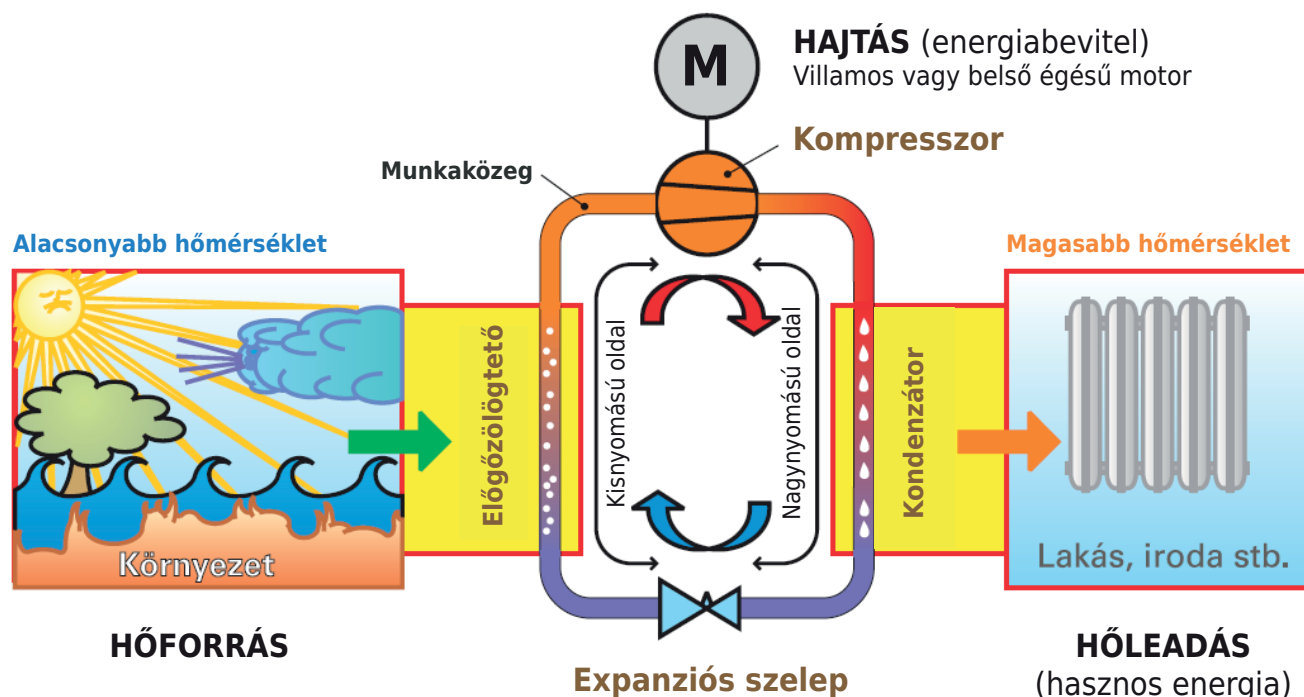 M
HAJTÁS (energiabevitel)
Villamos vagy belső égésű motor
Kompresszor
Munkaközeg
Alacsonyabb hőmérséklet
Magasabb hőmérséklet
Előgőzölögtető
Kisnyomású oldal
Nagynyomású oldal
Kondenzátor
Környezet
Lakás, iroda stb.
HŐFORRÁS
Expanziós szelep
HŐLEADÁS
(hasznos energia)